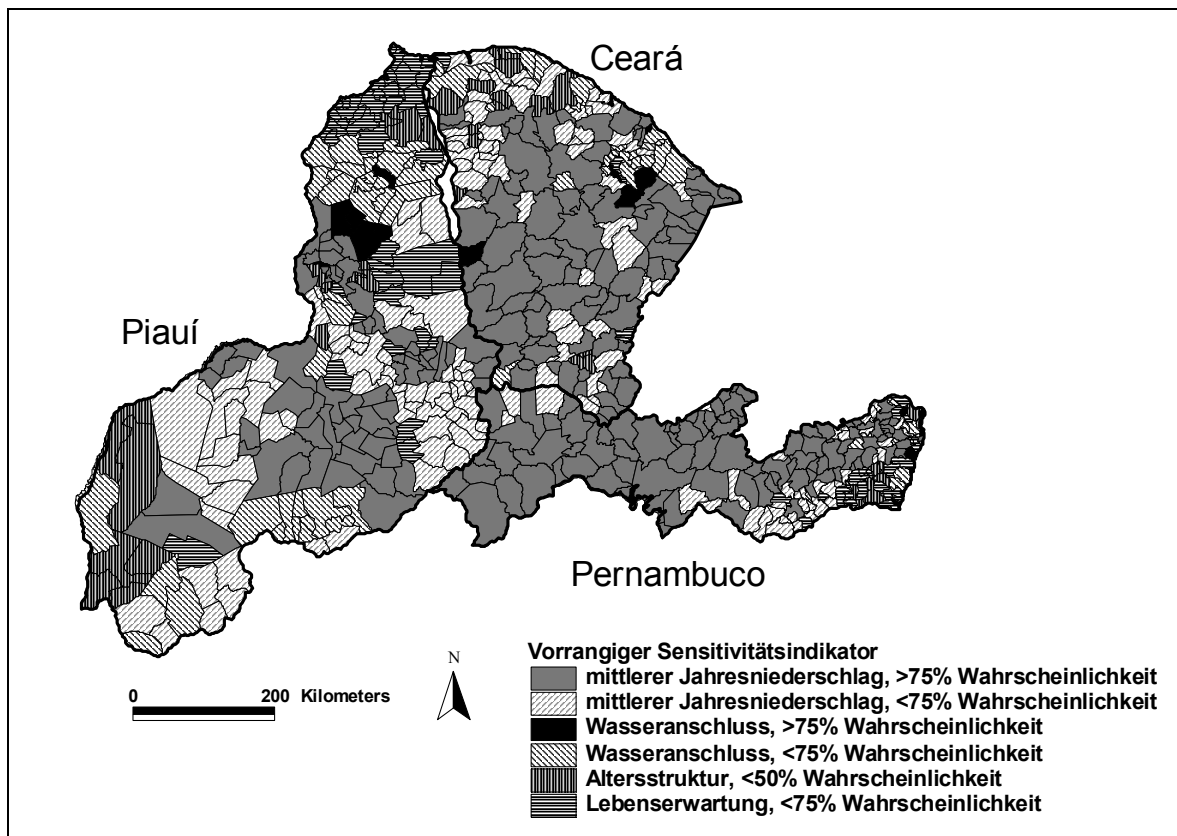 Ceará
Piauí
Pernambuco
N
0 200 Kilometers
Vorrangiger Sensitivitätsindikator
mittlerer Jahresniederschlag, >75% Wahrscheinlichkeit
mittlerer Jahresniederschlag, <75% Wahrscheinlichkeit
Wasseranschluss, >75% Wahrscheinlichkeit
Wasseranschluss, <75% Wahrscheinlichkeit
Altersstruktur, <50% Wahrscheinlichkeit
Lebenserwartung, <75% Wahrscheinlichkeit